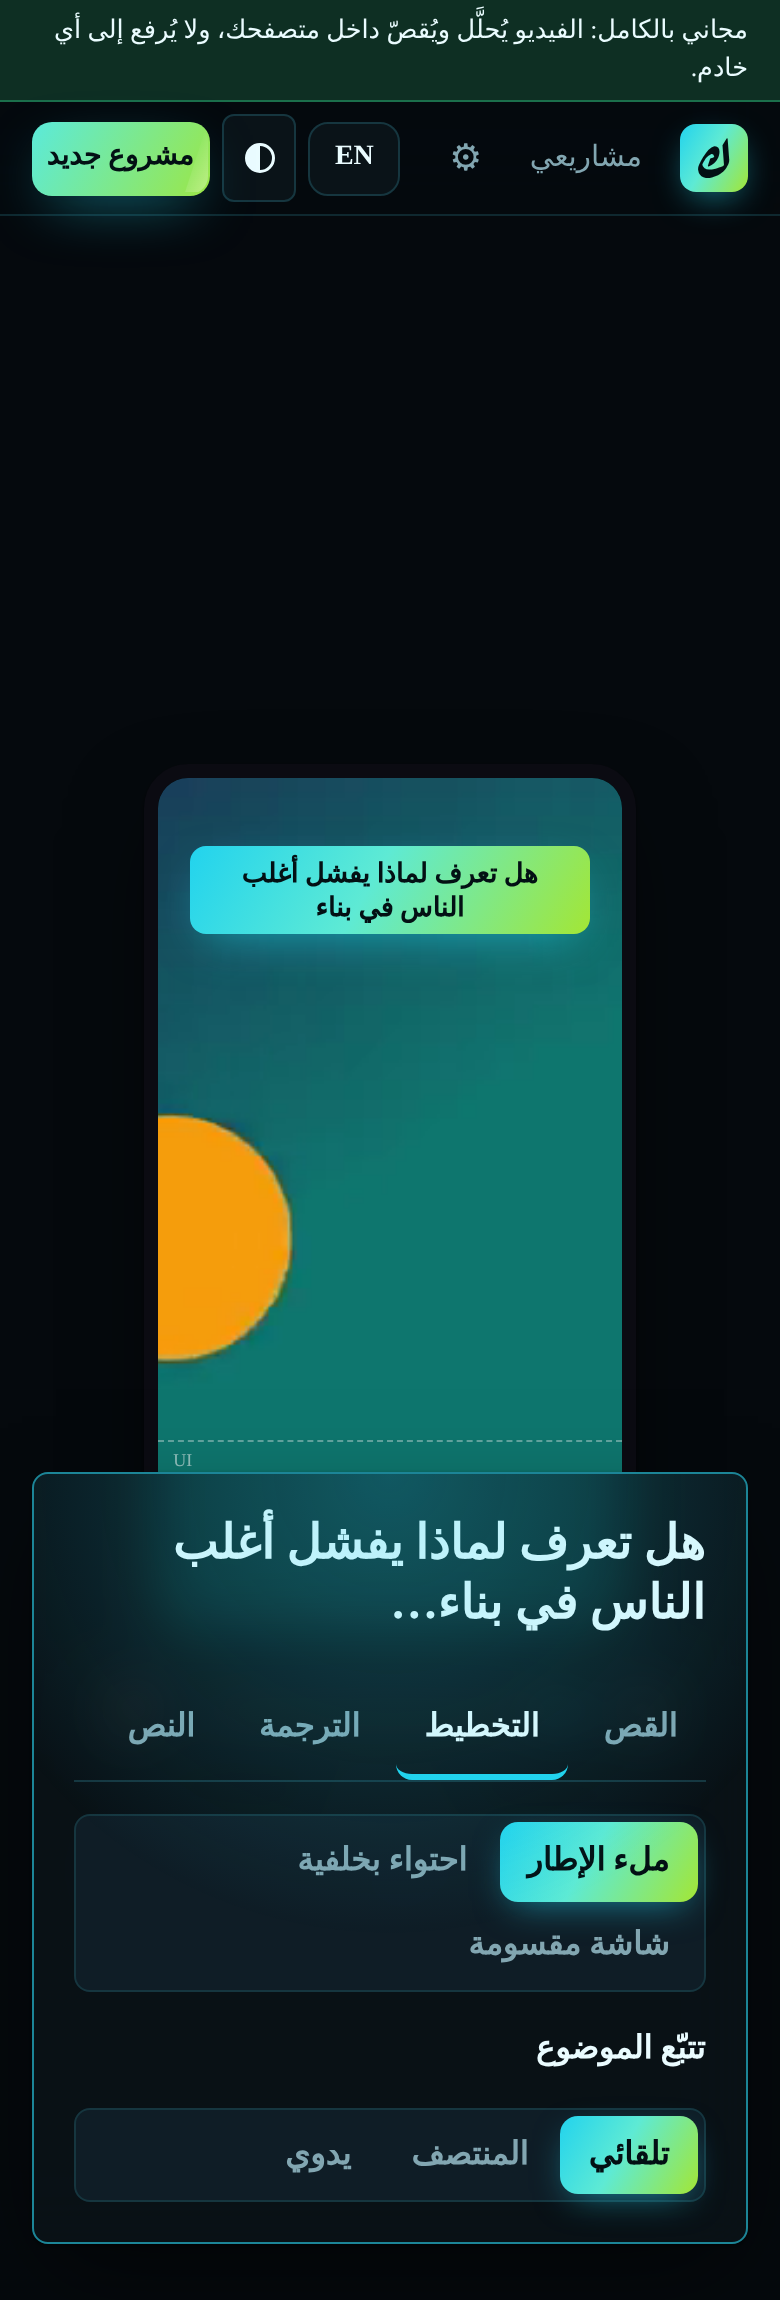 مجاني بالكامل: الفيديو يُحلَّل ويُقصّ داخل متصفحك، ولا يُرفع إلى أي
خادم.
ك
مشاريعي
EN
مشروع جديد
هل تعرف لماذا يفشل أغلب
الناس في بناء
UI
هل تعرف لماذا يفشل أغلب
الناس في بناء...
القص
التخطيط
الترجمة
النص
ملء الإطار
احتواء بخلفية
شاشة مقسومة
تتبّع الموضوع
تلقائي
المنتصف
يدوي